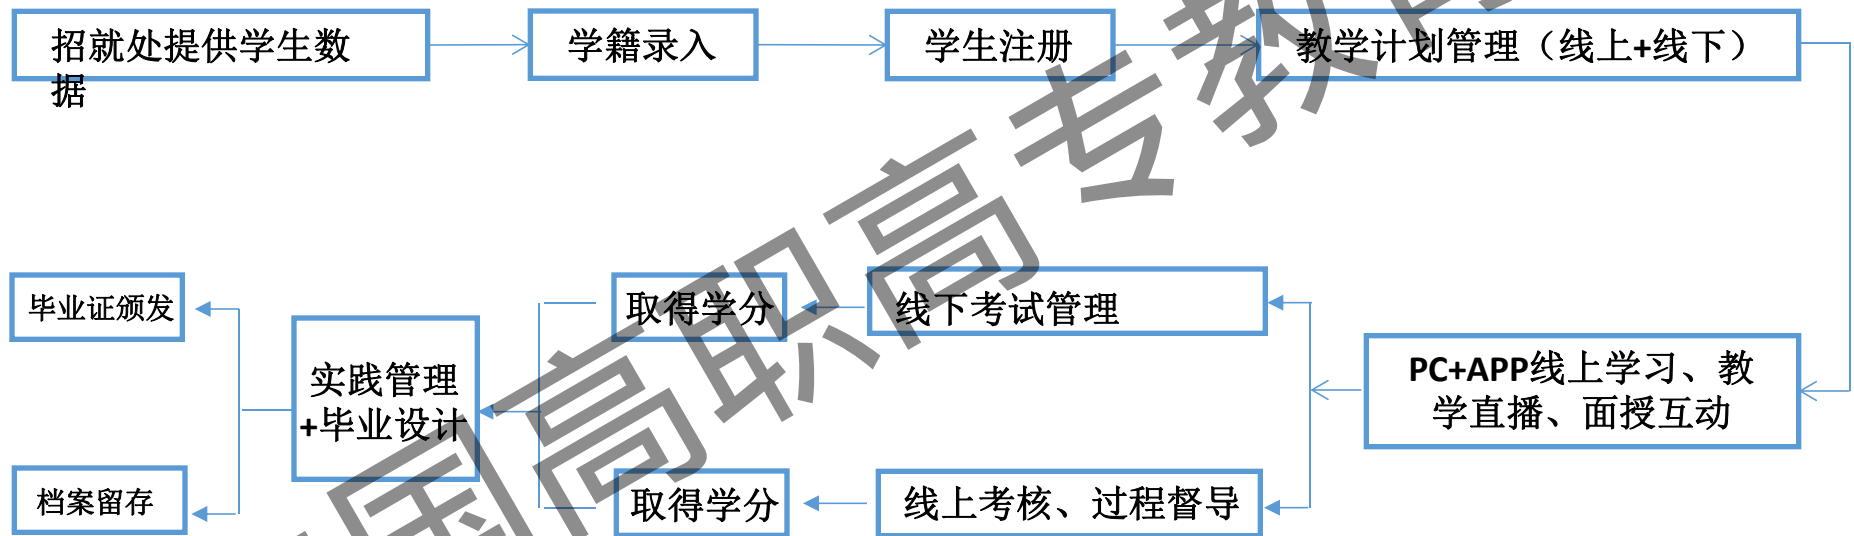 招就处提供学生数
据
学籍录入
学生注册
教学计划管理（线上+线下）
毕业证颁发
取得学分
线下考试管理
实践管理
+毕业设计
PC+APP线上学习、教
学直播、面授互动
档案留存
取得学分
线上考核、过程督导
国高职高专教